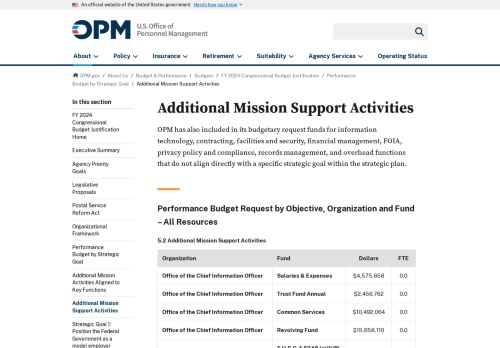 An official website of the United States government Here's how you know
OPM U.S. Office of
Personnel Management
About Policy Insurance Retirement Suitability Agency Services Operating Status
OPM.gov / About Us / Budget & Performance / Budgets / FY 2024 Congressional Budget Justification / Performance
Budget by Strategic Goal / Additional Mission Support Activities
In this section
FY 2024
Congressional
Budget Justification
Home
Executive Summary
Agency Priority
Goals
Legislative
Proposals
Postal Service
Reform Act
Organizational
Framework
Performance
Budget by Strategic
Goal
Additional Mission
Activities Aligned to
Key Functions
Additional Mission
Support Activities
Strategic Goal 1:
Position the Federal
Government as a
model employer
Additional Mission Support Activities
OPM has also included in its budgetary request funds for information
technology, contracting, facilities and security, financial management, FOIA,
privacy policy and compliance, records management, and overhead functions
that do not align directly with a specific strategic goal within the strategic plan.
Performance Budget Request by Objective, Organization and Fund
– All Resources
5.2 Additional Mission Support Activities
Organization Fund Dollars FTE
Office of the Chief Information Officer Salaries & Expenses $4,575,658 0.0
Office of the Chief Information Officer Trust Fund Annual $2,456,762 0.0
Office of the Chief Information Officer Common Services $10,492,064 0.0
Office of the Chief Information Officer Revolving Fund $15,658,110 0.0